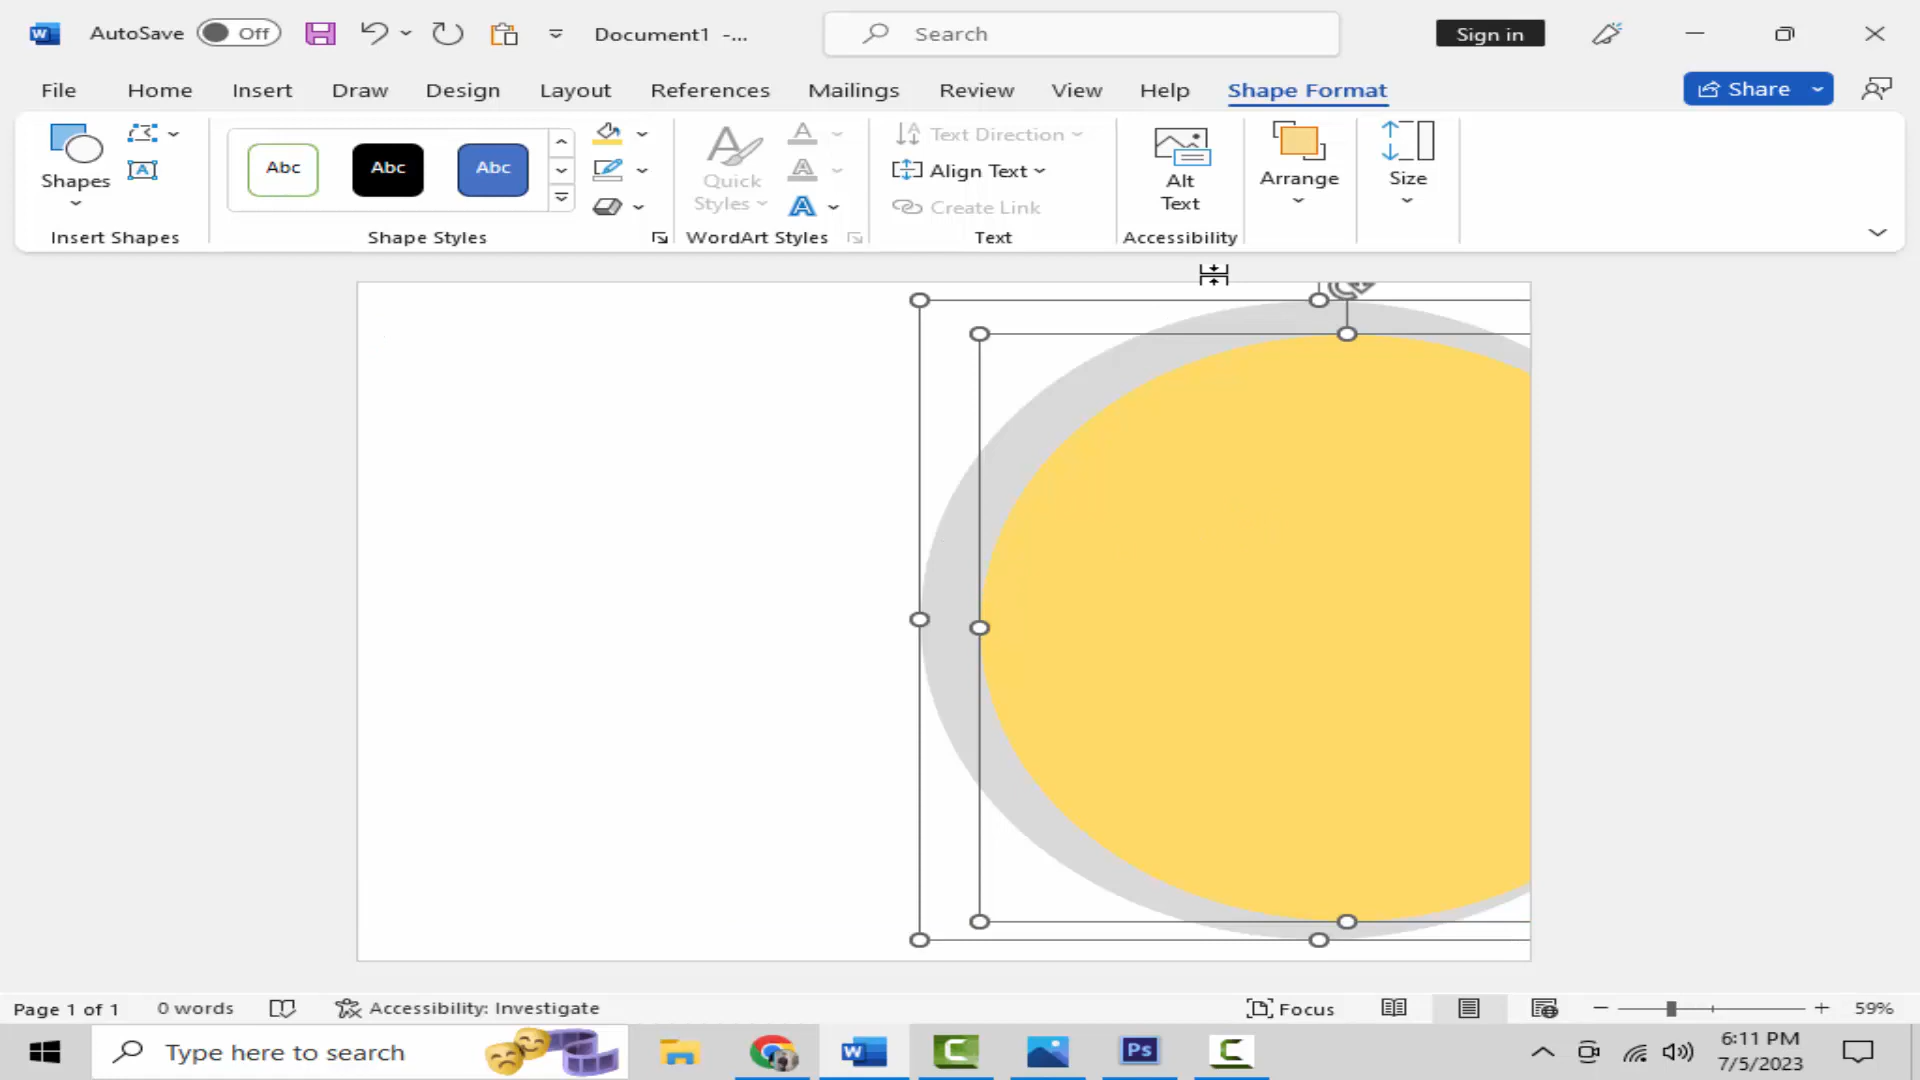 AutoSave Off Document1 -... Search Sign in
File Home Insert Draw Design Layout References Mailings Review View Help Shape Format Share
Shapes
Insert Shapes
Abc Abc Abc
Shape Styles
A
Quick
Styles
A
A
A
WordArt Styles
Text Direction
Align Text
Create Link
Text
Alt
Text
Accessibility
Arrange
Size
Page 1 of 1 0 words Accessibility: Investigate Focus 59%
Type here to search
W
Ps
C
6:11 PM
7/5/2023